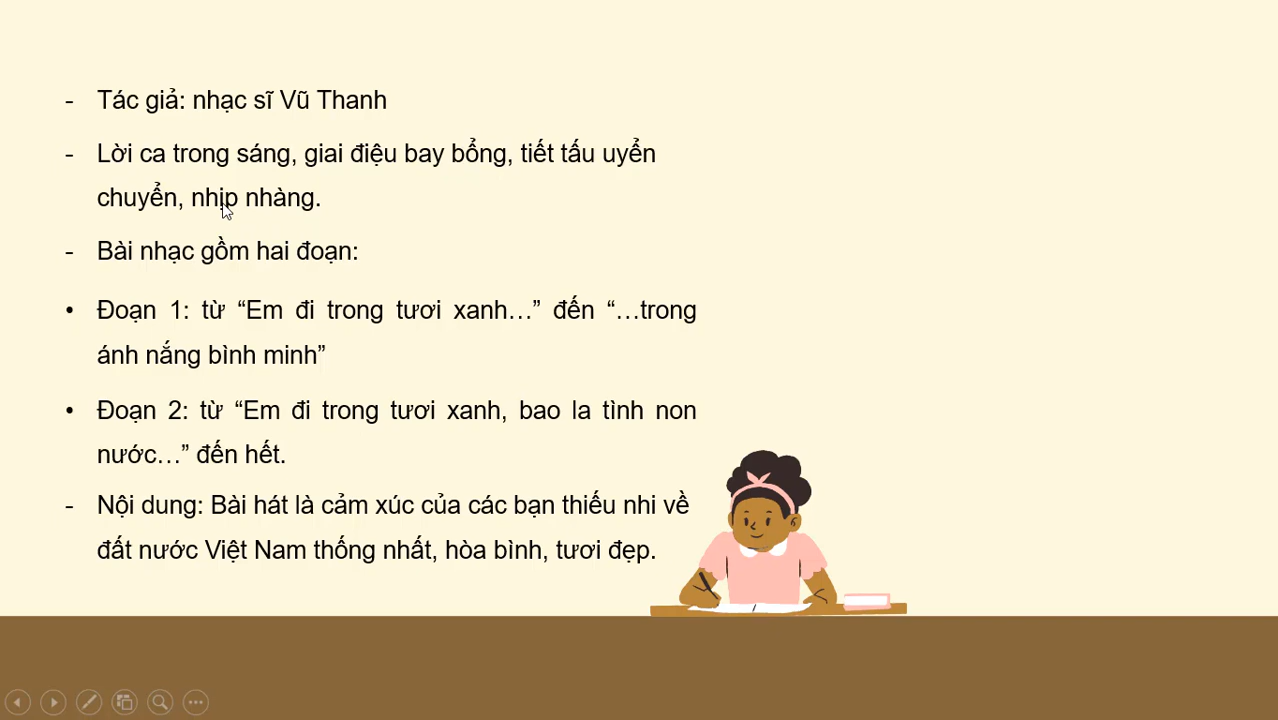 - Tác giả: nhạc sĩ Vũ Thanh
- Lời ca trong sáng, giai điệu bay bổng, tiết tấu uyển
chuyển, nhịp nhàng.
- Bài nhạc gồm hai đoạn:
• Đoạn 1: từ “Em đi trong tươi xanh…” đến “…trong
ánh nắng bình minh”
• Đoạn 2: từ “Em đi trong tươi xanh, bao la tình non
nước…” đến hết.
- Nội dung: Bài hát là cảm xúc của các bạn thiếu nhi về
đất nước Việt Nam thống nhất, hòa bình, tươi đẹp.